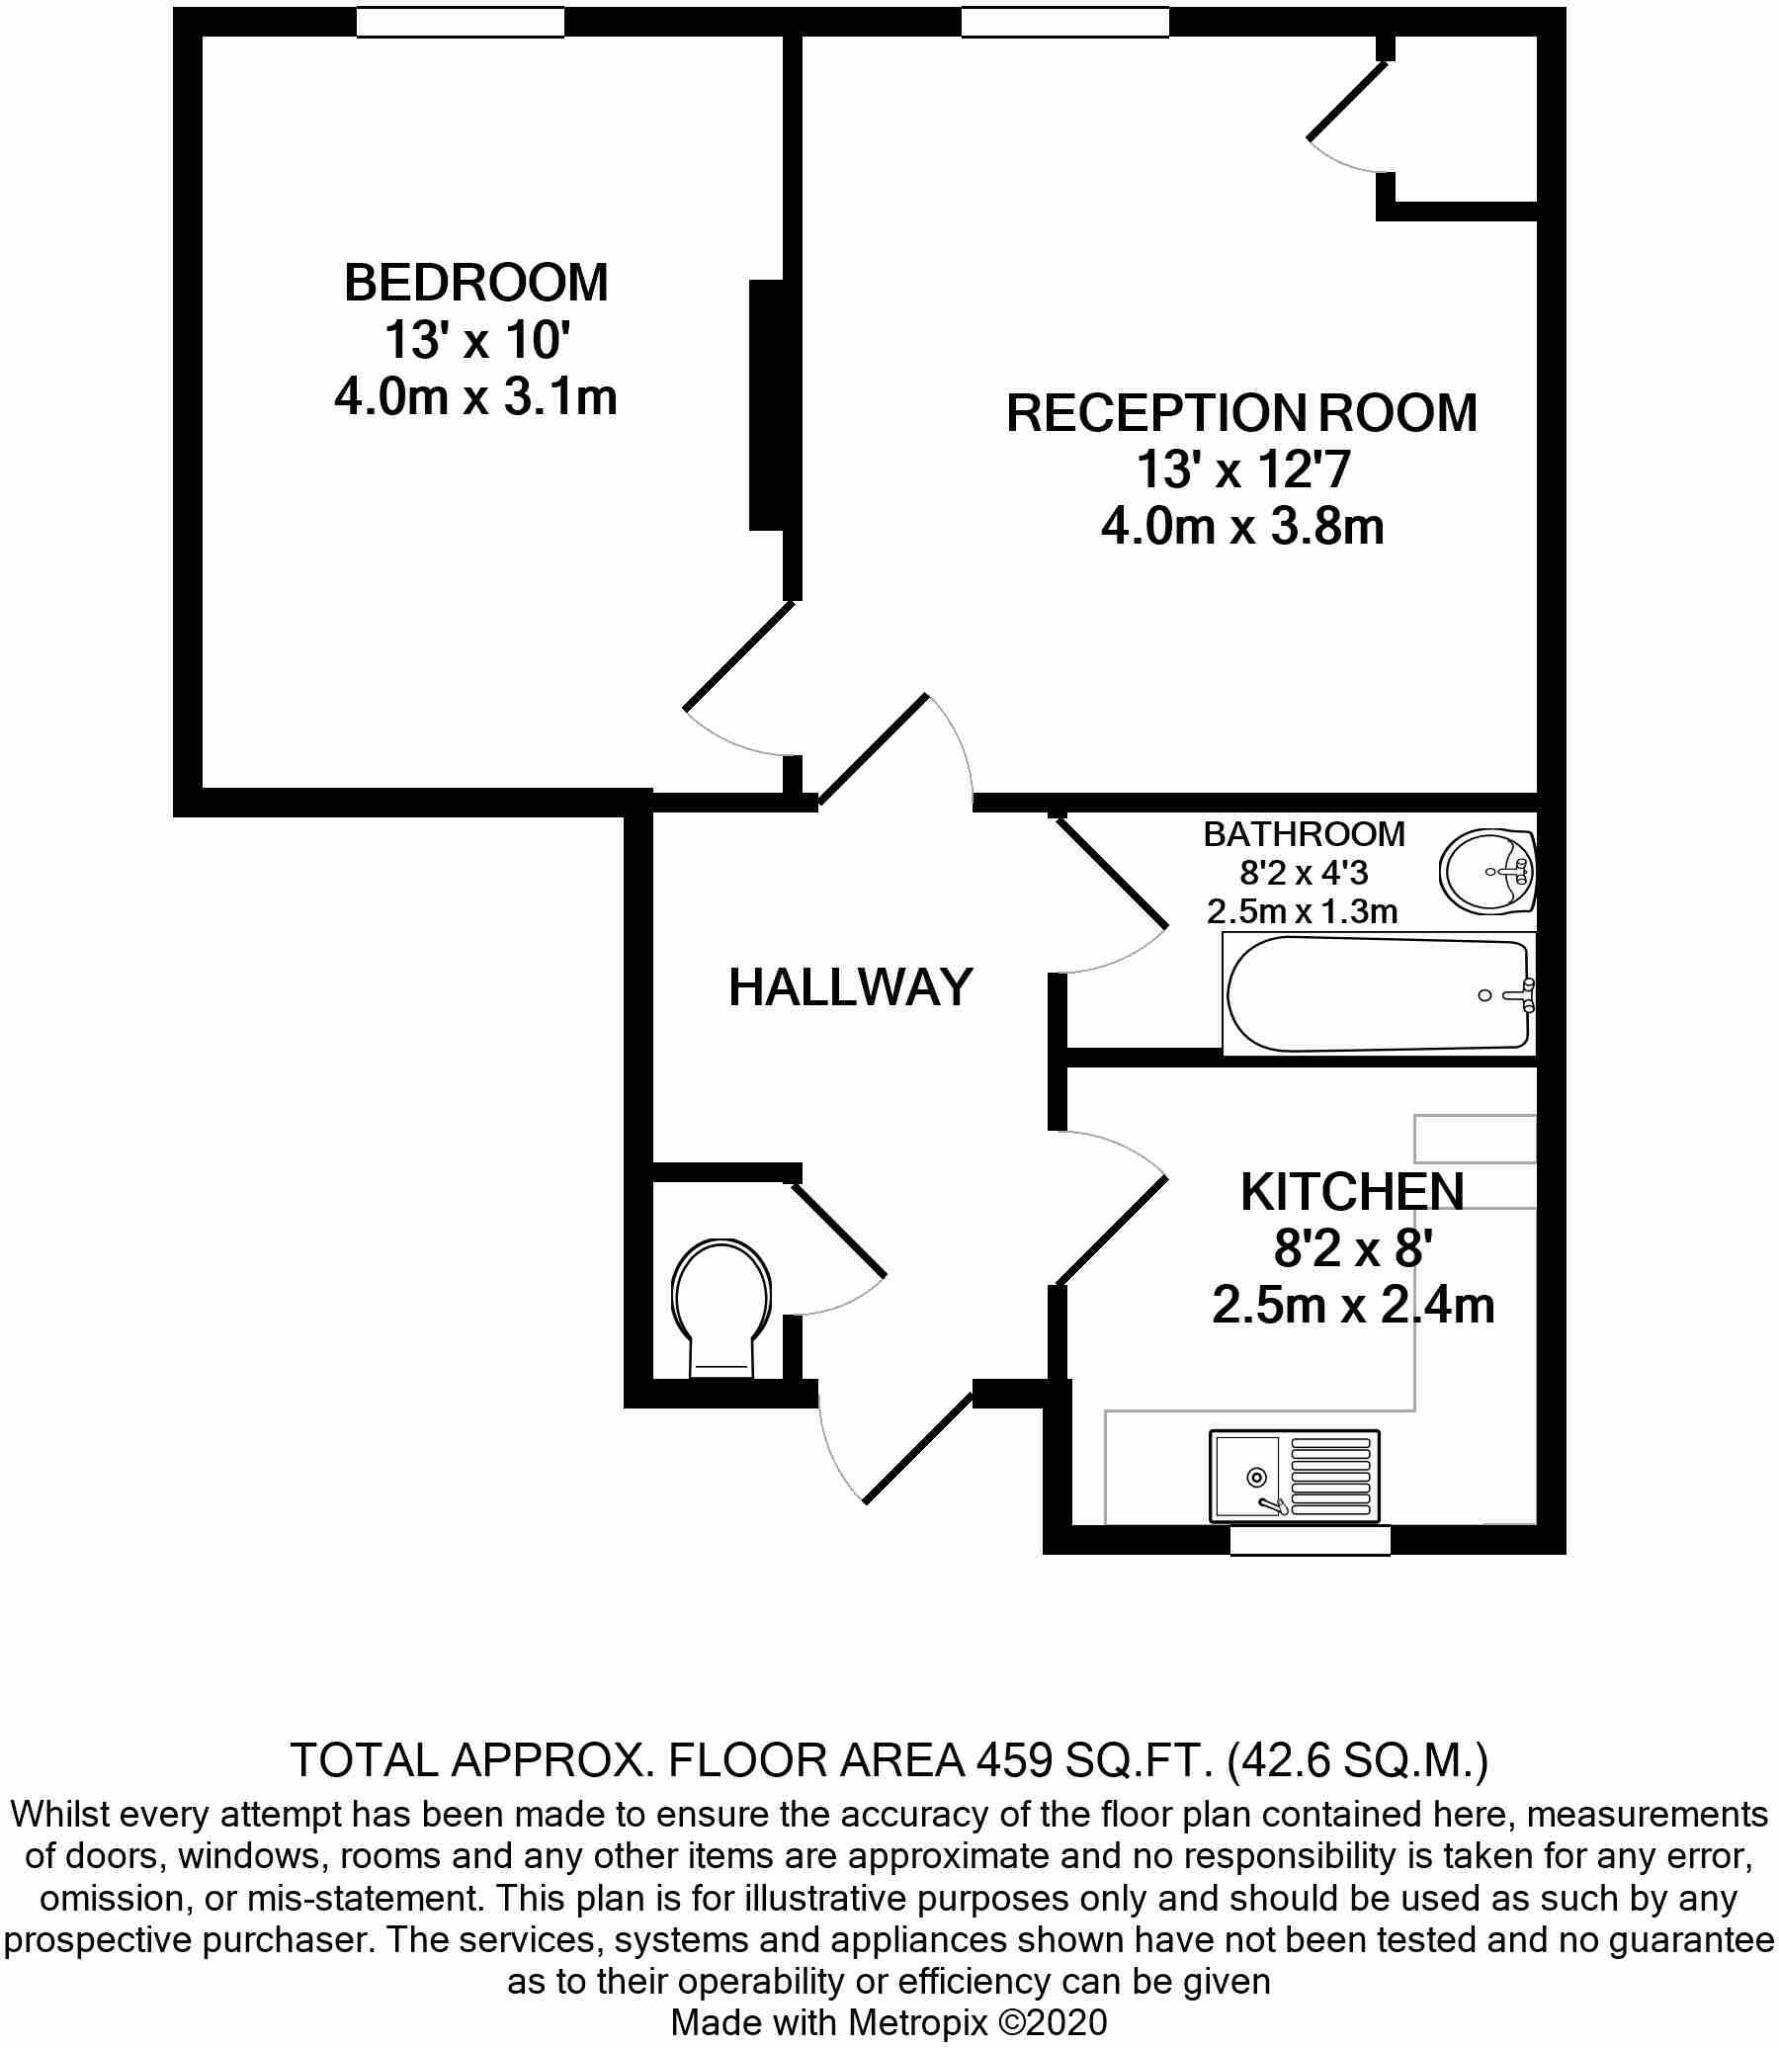 BEDROOM
13' x 10'
4.0m x 3.1m
RECEPTION ROOM
13' x 12'7
4.0m x 3.8m
BATHROOM
8'2 x 4'3
2.5m x 1.3m
HALLWAY
KITCHEN
8'2 x 8'
2.5m x 2.4m
TOTAL APPROX. FLOOR AREA 459 SQ.FT. (42.6 SQ.M.)
Whilst every attempt has been made to ensure the accuracy of the floor plan contained here, measurements
of doors, windows, rooms and any other items are approximate and no responsibility is taken for any error,
omission, or mis-statement. This plan is for illustrative purposes only and should be used as such by any
prospective purchaser. The services, systems and appliances shown have not been tested and no guarantee
as to their operability or efficiency can be given
Made with Metropix ©2020